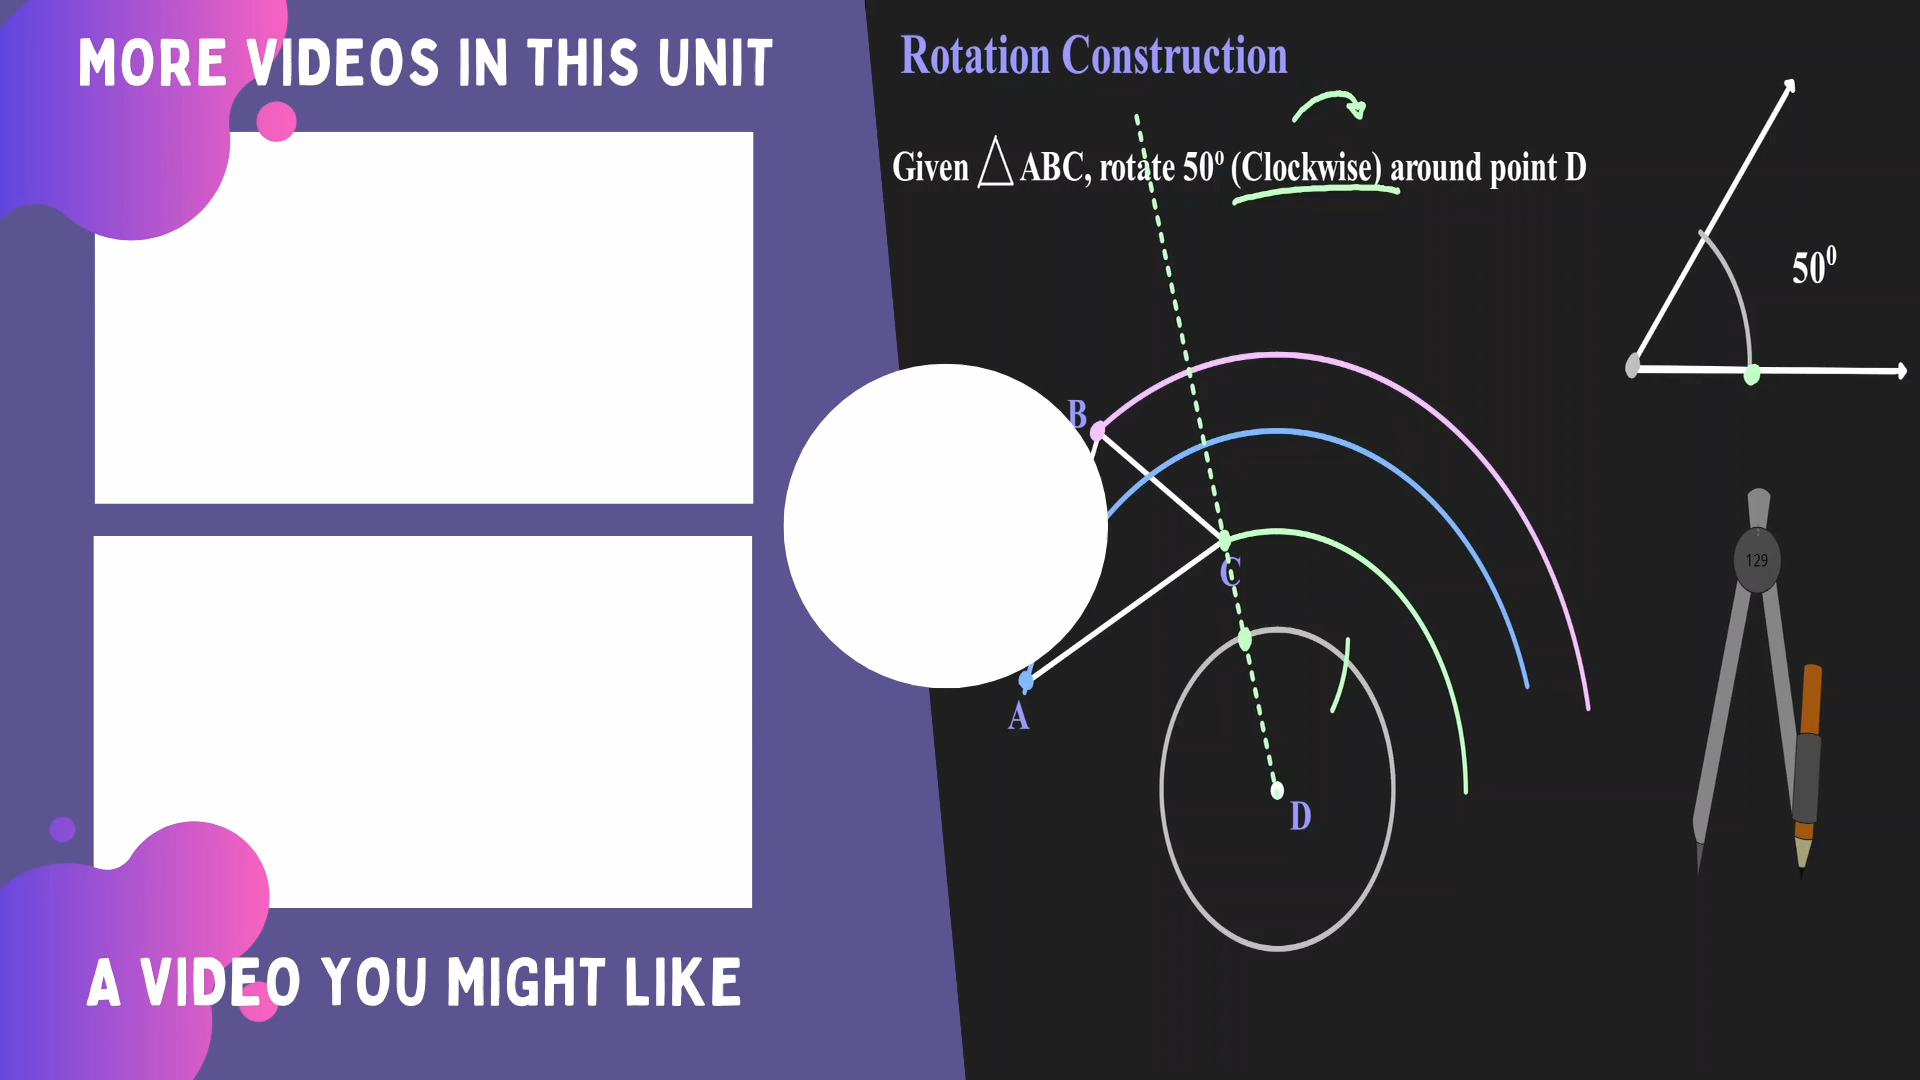 MORE VIDEOS IN THIS UNIT
Rotation Construction
Given △ ABC, rotate 50⁰ (Clockwise) around point D
50⁰
B
C
129
A
D
A VIDEO YOU MIGHT LIKE